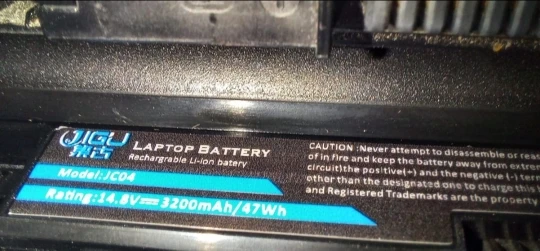 JIGU
LAPTOP BATTERY
Rechargrable Li-ion batery
Model:JC04
Rating:14.8V 3200mAh/47Wh
CAUTION :Never attempt to disassemble or
of in fire and keep the battery away from
circuit)the positive(+) and the negative (-)
other than the designated one to charge this
and Registered Trademarks are the property